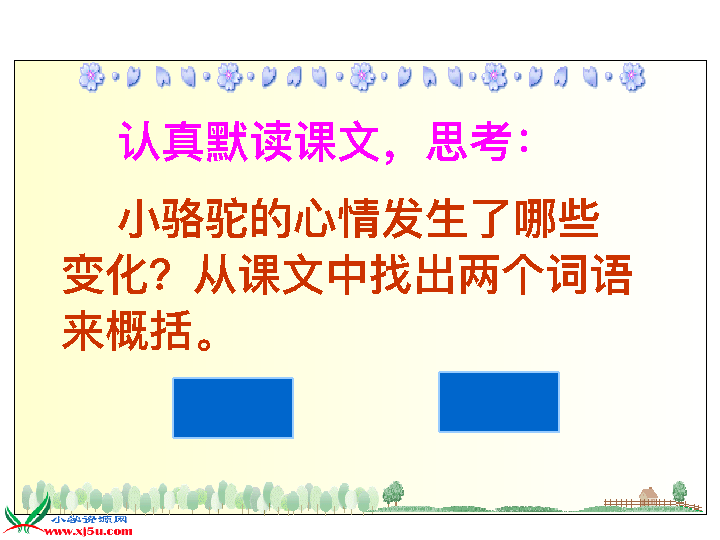 认真默读课文，思考：
小骆驼的心情发生了哪些
变化？从课文中找出两个词语
来概括。
小学资源网
www.xj5u.com